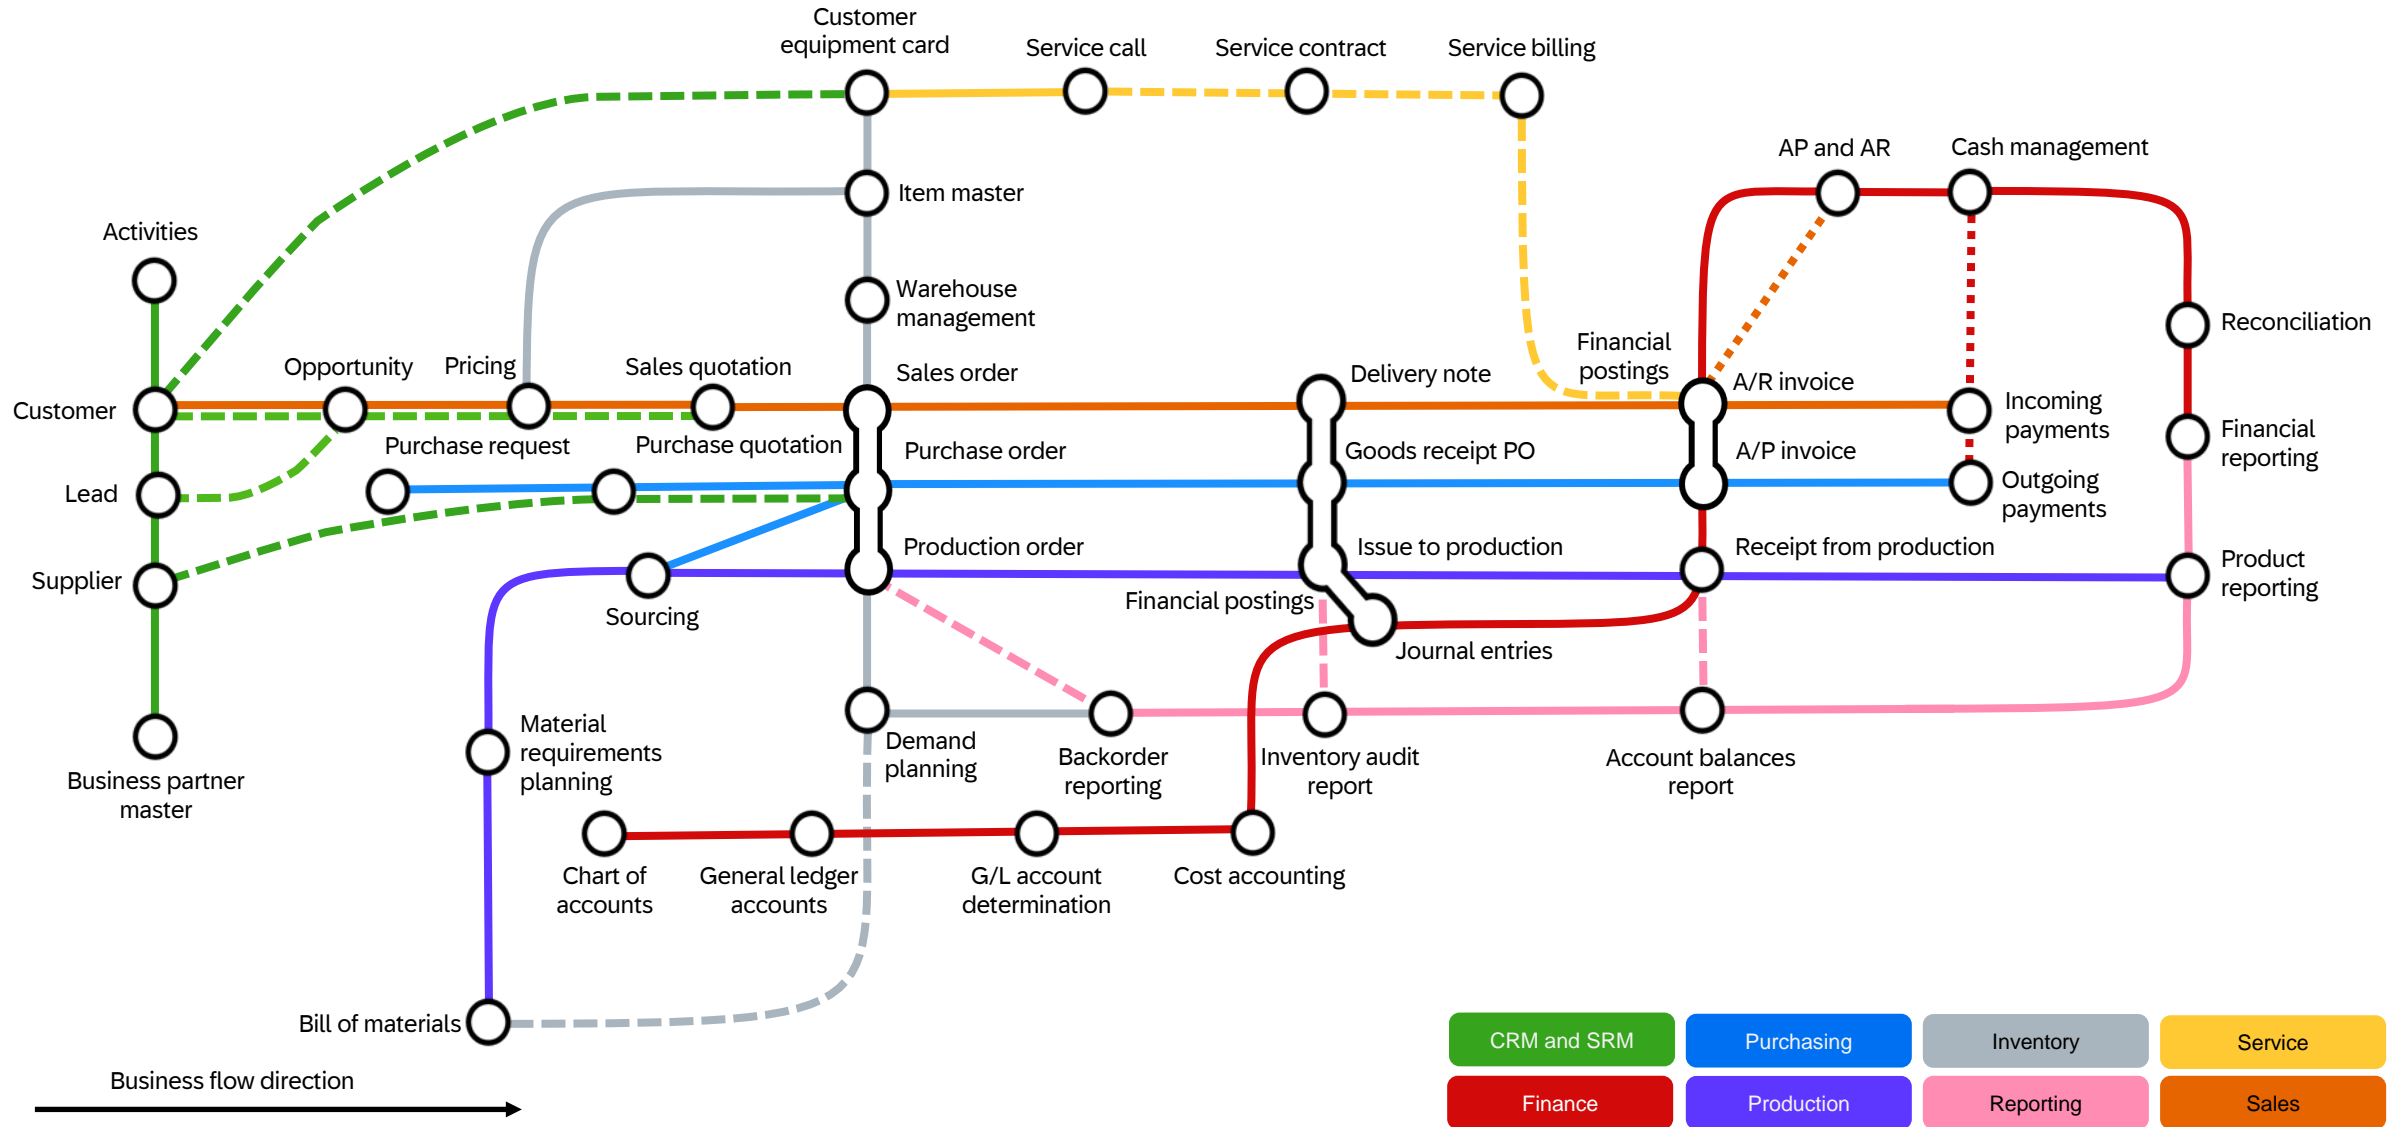 Customer
equipment card
Service call
Service contract
Service billing
AP and AR
Cash management
Item master
Activities
Warehouse
management
Reconciliation
Financial
postings
Opportunity
Pricing
Sales quotation
Sales order
Delivery note
A/R invoice
Customer
Incoming
payments
Financial
reporting
Purchase request
Purchase quotation
Purchase order
Goods receipt PO
A/P invoice
Lead
Outgoing
payments
Production order
Issue to production
Receipt from production
Product
reporting
Supplier
Sourcing
Financial postings
Journal entries
Material
requirements
planning
Demand
planning
Backorder
reporting
Inventory audit
report
Account balances
report
Business partner
master
Chart of
accounts
General ledger
accounts
G/L account
determination
Cost accounting
Bill of materials
Business flow direction
CRM and SRM
Purchasing
Inventory
Service
Finance
Production
Reporting
Sales